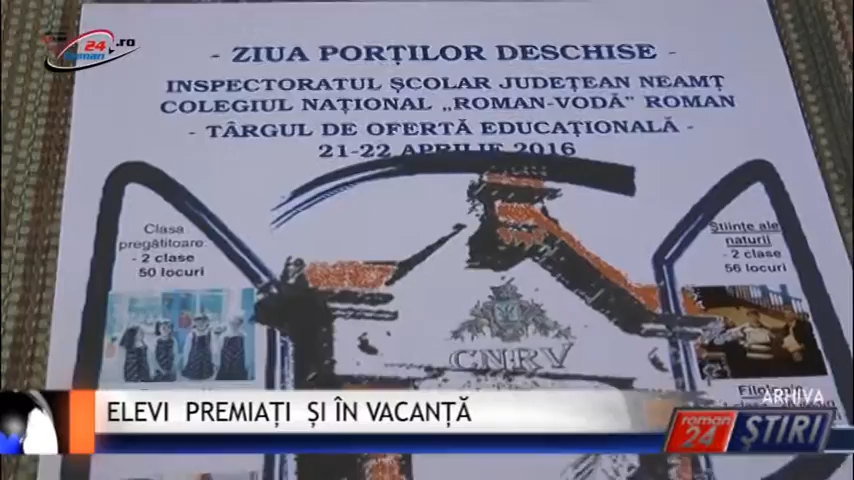 24.ro
roman
- ZIUA PORȚILOR DESCHISE -
INSPECTORATUL ȘCOLAR JUDEȚEAN NEAMȚ
COLEGIUL NAȚIONAL „ROMAN-VODĂ” ROMAN
- TÂRGUL DE OFERTĂ EDUCAȚIONALĂ -
21-22 APRILIE 2016
Clasa
pregătitoare
- 2 clase
50 locuri
Științe ale
naturii
- 2 clase
56 locuri
CNRV
Filologie
ARHIVA
ELEVI PREMIAȚI ȘI ÎN VACANȚĂ
roman
24 ȘTIRI